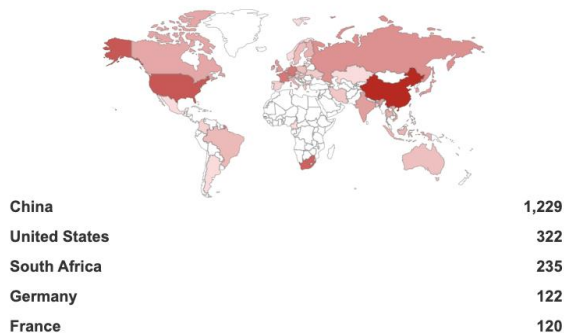 China 1,229
United States 322
South Africa 235
Germany 122
France 120